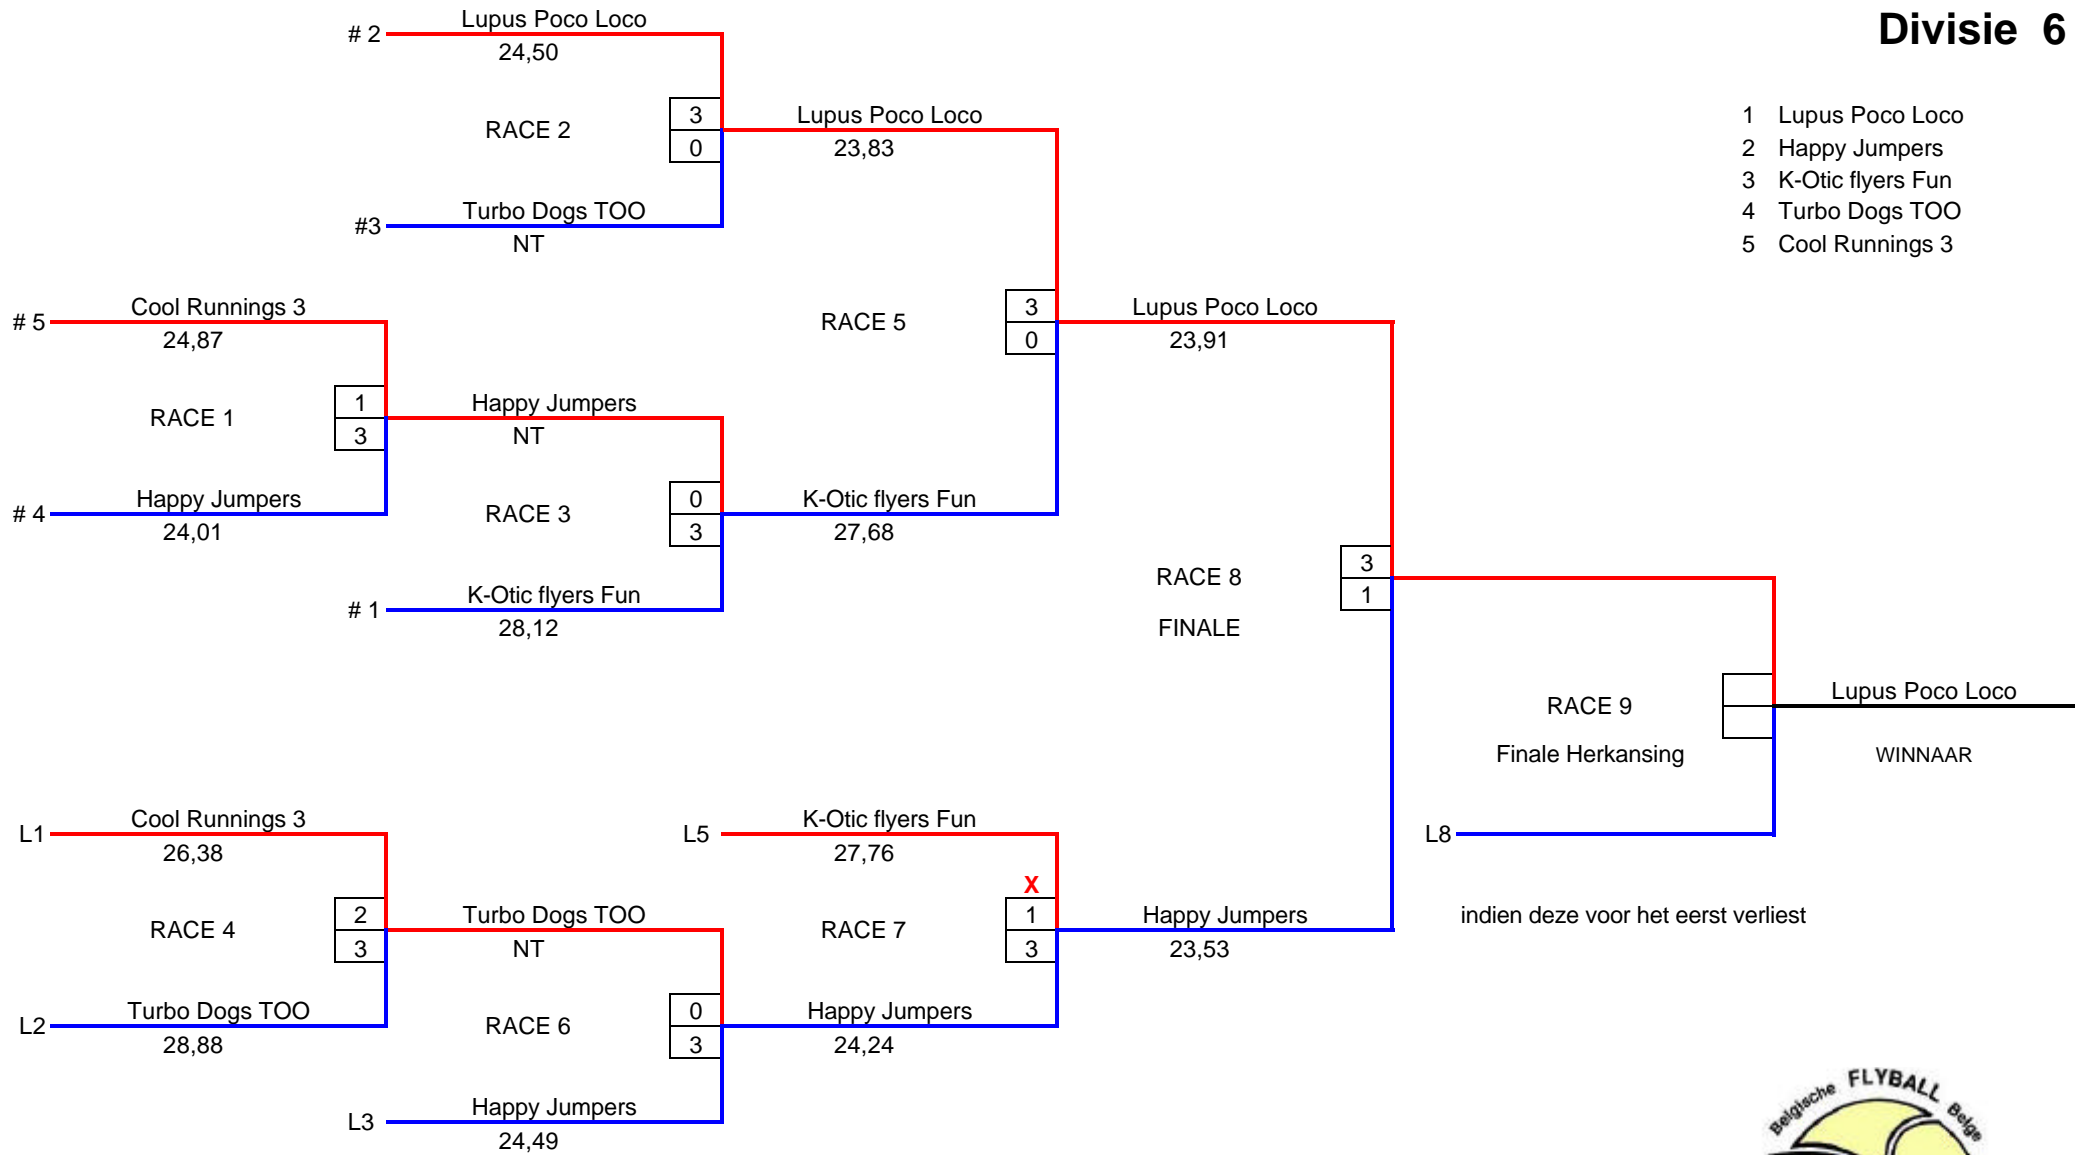 Divisie 6
1 Lupus Poco Loco
2 Happy Jumpers
3 K-Otic flyers Fun
4 Turbo Dogs TOO
5 Cool Runnings 3
# 2
Lupus Poco Loco
24,50
RACE 2
3
0
#3
Turbo Dogs TOO
NT
# 5
Cool Runnings 3
24,87
RACE 1
1
3
# 4
Happy Jumpers
24,01
Happy Jumpers
NT
RACE 3
0
3
# 1
K-Otic flyers Fun
28,12
Lupus Poco Loco
23,83
RACE 5
3
0
K-Otic flyers Fun
27,68
Lupus Poco Loco
23,91
RACE 8
FINALE
3
1
L1
Cool Runnings 3
26,38
RACE 4
2
3
L2
Turbo Dogs TOO
28,88
Turbo Dogs TOO
NT
RACE 6
0
3
L3
Happy Jumpers
24,49
L5
K-Otic flyers Fun
27,76
RACE 7
X
1
3
Happy Jumpers
24,24
Happy Jumpers
23,53
RACE 9
Finale Herkansing
L8
indien deze voor het eerst verliest
Lupus Poco Loco
WINNAAR
Belgische FLYBALL Belge